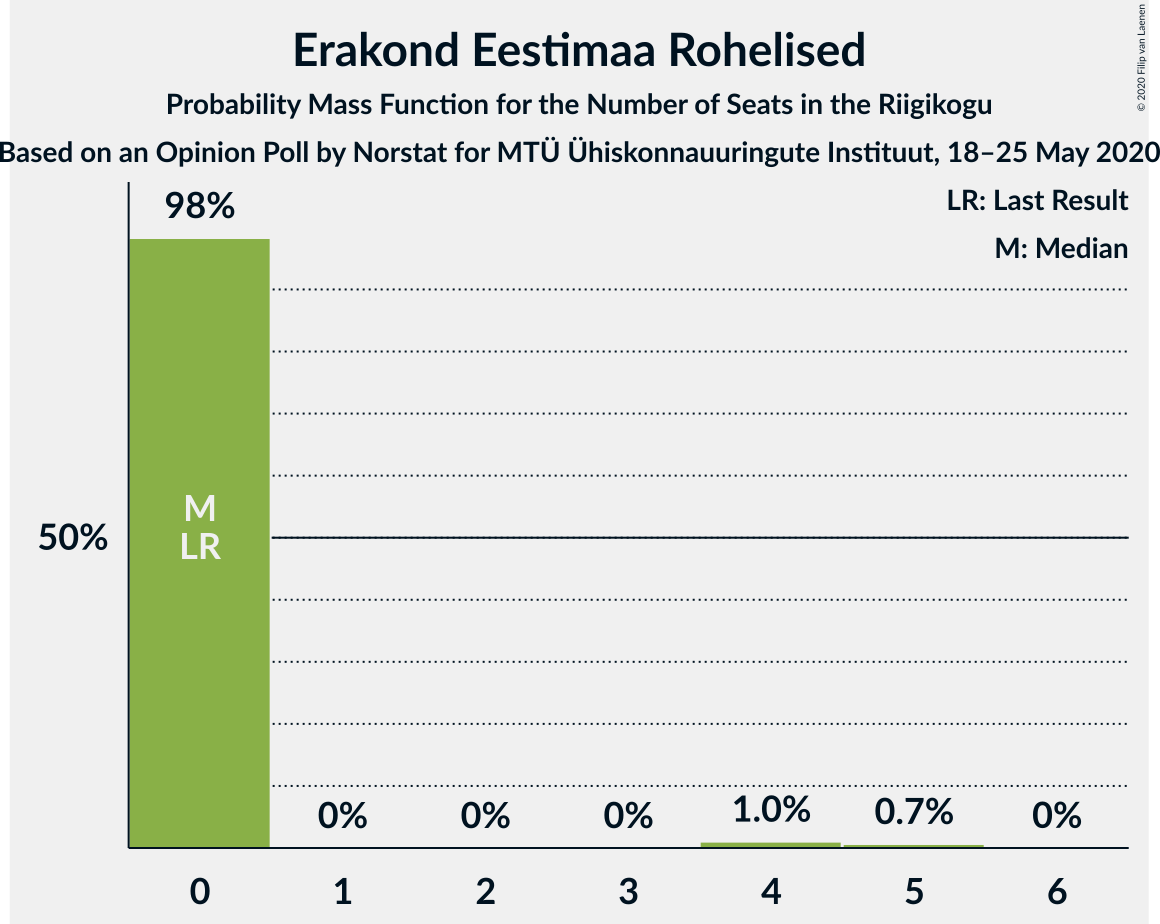 Erakond Eestimaa Rohelised
Probability Mass Function for the Number of Seats in the Riigikogu
Based on an Opinion Poll by Norstat for MTÜ Ühiskonnauuringute Instituut, 18–25 May 2020
© 2020 Filip van Laenen
LR: Last Result
M: Median
98%
M
LR
50%
0% 0% 0% 1.0% 0.7% 0%
0 1 2 3 4 5 6